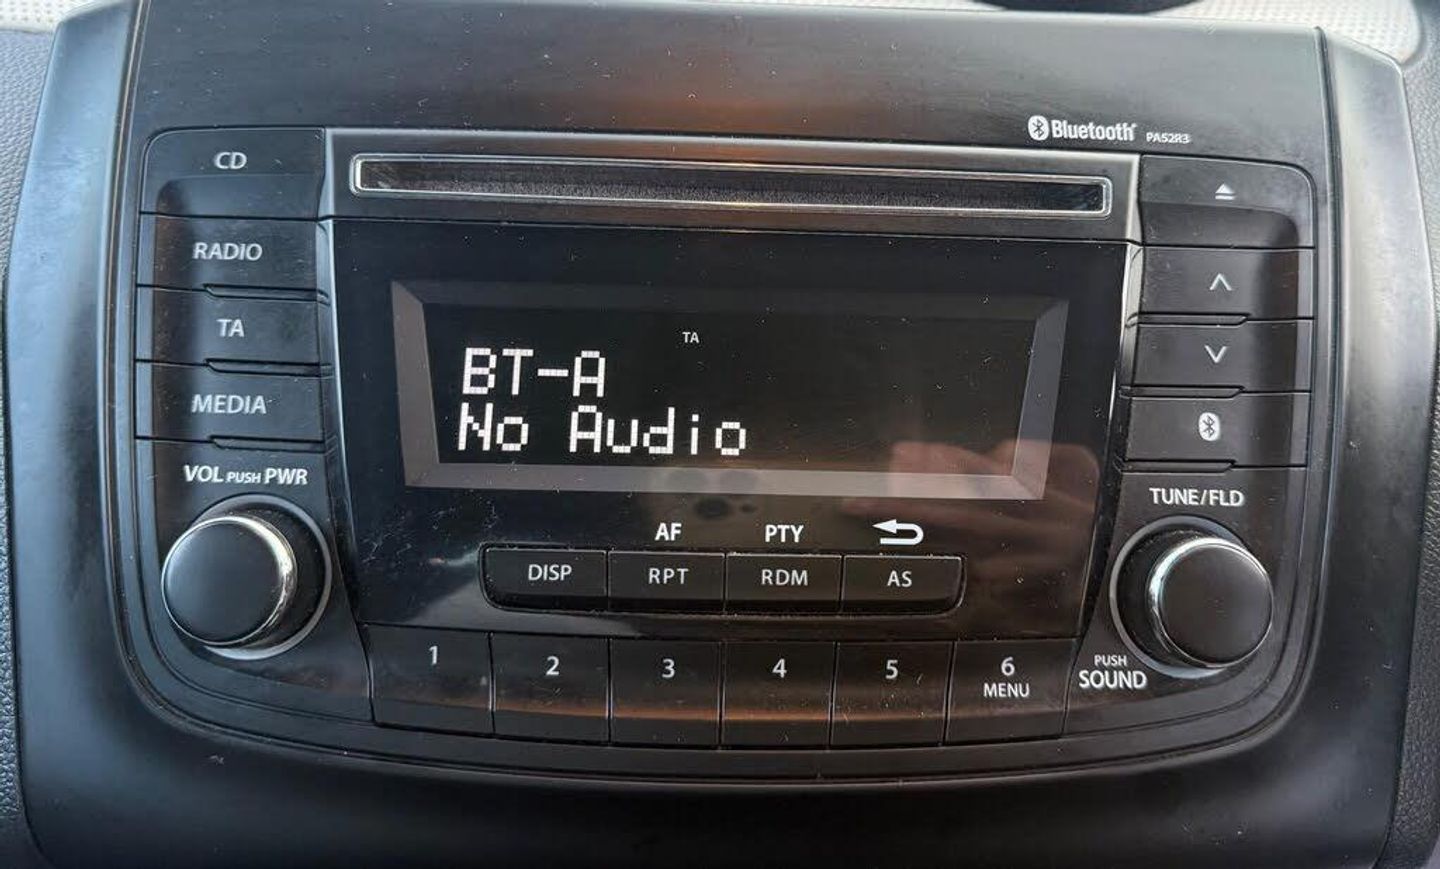 Bluetooth PA52R3
CD
RADIO
TA
MEDIA
VOL PUSH PWR
TA
BT-A
No Audio
AF PTY
DISP RPT RDM AS
1 2 3 4 5 6
MENU
TUNE/FLD
PUSH
SOUND